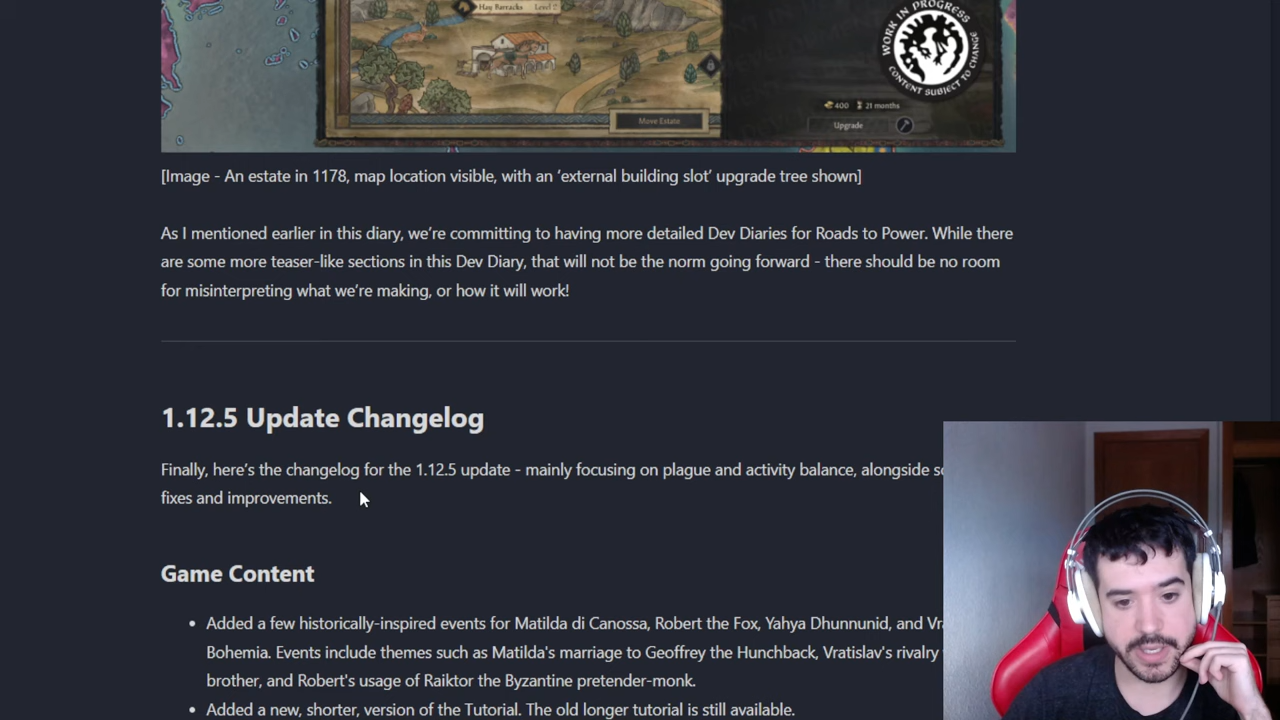 Hay Barracks Level
WORK IN PROGRESS
CONTENT SUBJECT TO CHANGE
400 21 months
Move Estate
Upgrade
[Image - An estate in 1178, map location visible, with an ‘external building slot’ upgrade tree shown]
As I mentioned earlier in this diary, we’re committing to having more detailed Dev Diaries for Roads to Power. While there
are some more teaser-like sections in this Dev Diary, that will not be the norm going forward - there should be no room
for misinterpreting what we’re making, or how it will work!
1.12.5 Update Changelog
Finally, here’s the changelog for the 1.12.5 update - mainly focusing on plague and activity balance, alongside
fixes and improvements.
Game Content
• Added a few historically-inspired events for Matilda di Canossa, Robert the Fox, Yahya Dhunnunid, and
Bohemia. Events include themes such as Matilda's marriage to Geoffrey the Hunchback, Vratislav's rivalry
brother, and Robert's usage of Raiktor the Byzantine pretender-monk.
• Added a new, shorter, version of the Tutorial. The old longer tutorial is still available.